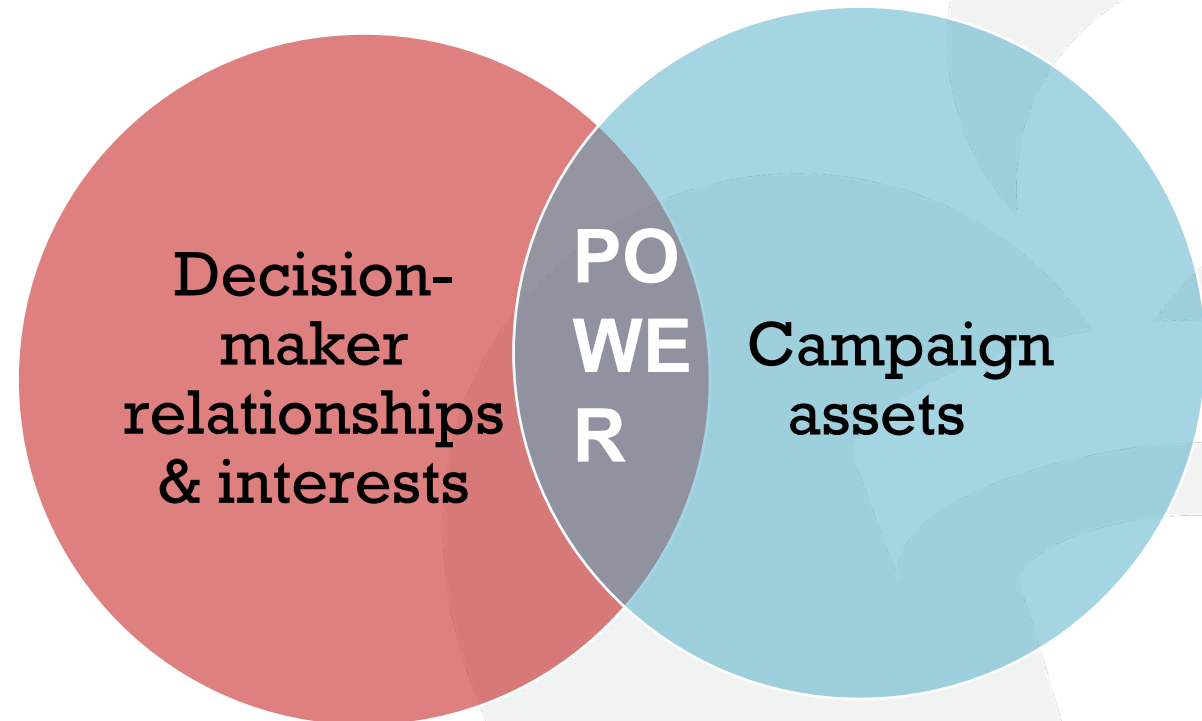 Decision-
maker
relationships
& interests
PO
WE
R
Campaign
assets